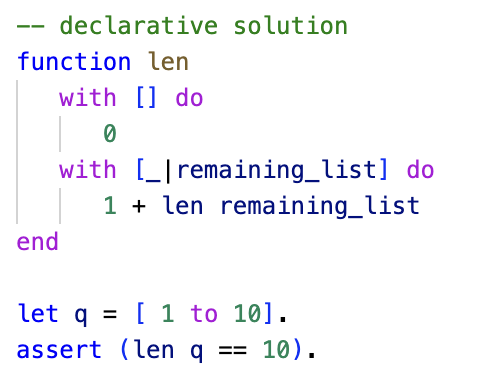 -- declarative solution
function len
   with [] do
      0
   with [_|remaining_list] do
      1 + len remaining_list
end

let q = [ 1 to 10].
assert (len q == 10).